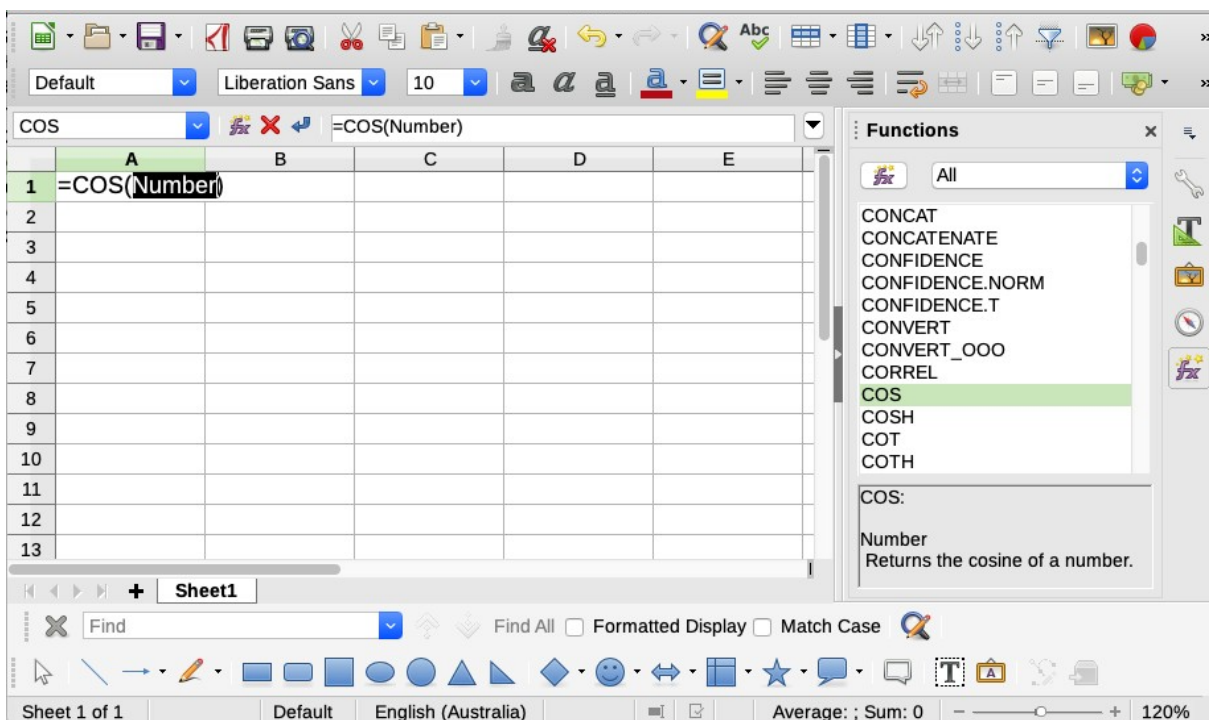 Abc
Default Liberation Sans 10 a a a a
COS =COS(Number)
Functions
A B C D E
fx All
1 =COS(Number)
2
3
4
5
6
7
8
9
10
11
12
13
CONCAT
CONCATENATE
CONFIDENCE
CONFIDENCE.NORM
CONFIDENCE.T
CONVERT
CONVERT_OOO
CORREL
COS
COSH
COT
COTH
COS:
Number
Returns the cosine of a number.
Sheet1
Find Find All Formatted Display Match Case
Sheet 1 of 1 Default English (Australia) Average: ; Sum: 0 120%